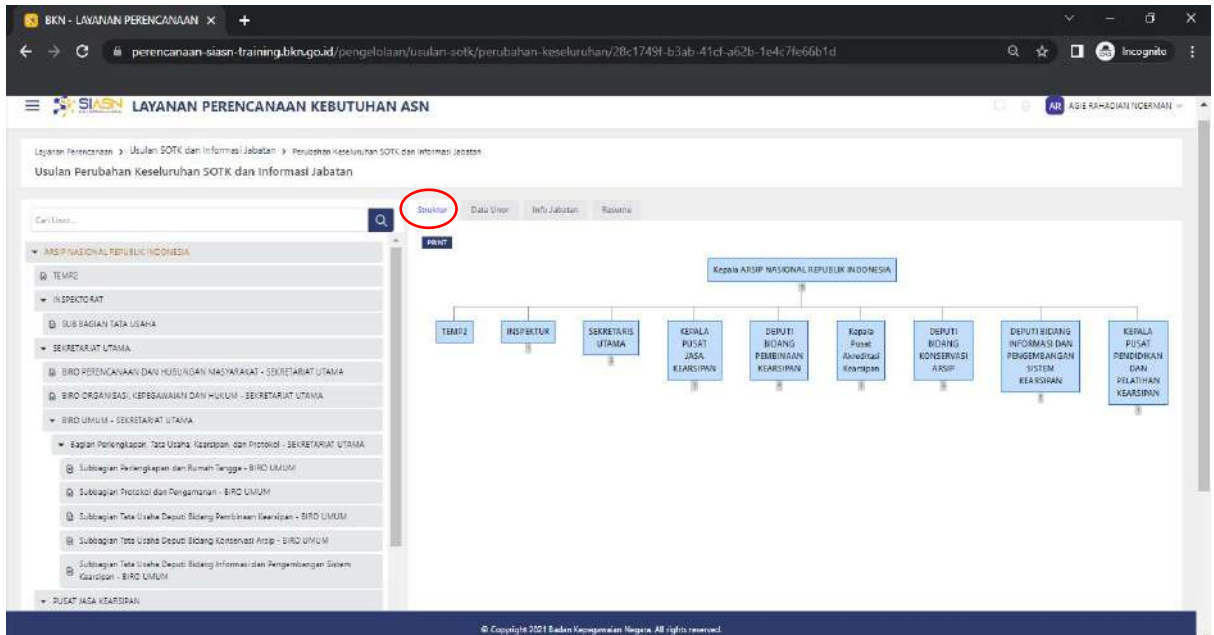 BKN - LAYANAN PERENCANAAN
perencanaan-siasn-training.bkn.go.id/pengelolaan/usulan-sotk/perubahan-keseluruhan/28c1749f-b3ab-41cf-a62b-1e4c7fe66b1d
Incognito
SIASN
LAYANAN PERENCANAAN KEBUTUHAN ASN
AR
AGIE RAHADIAN NOERMAN
Layanan Perencanaan > Usulan SOTK dan Informasi Jabatan > Perubahan Keseluruhan SOTK dan Informasi Jabatan
Usulan Perubahan Keseluruhan SOTK dan Informasi Jabatan
Cari Unor...
ARSIP NASIONAL REPUBLIK INDONESIA
TEMP2
INSPEKTORAT
SUB BAGIAN TATA USAHA
SEKRETARIAT UTAMA
BIRO PERENCANAAN DAN HUBUNGAN MASYARAKAT - SEKRETARIAT UTAMA
BIRO ORGANISASI, KEPEGAWAIAN DAN HUKUM - SEKRETARIAT UTAMA
BIRO UMUM - SEKRETARIAT UTAMA
Bagian Perlengkapan, Tata Usaha, Kearsipan, dan Protokol - SEKRETARIAT UTAMA
Subbagian Perlengkapan dan Rumah Tangga - BIRO UMUM
Subbagian Protokol dan Pengamanan - BIRO UMUM
Subbagian Tata Usaha Deputi Bidang Pembinaan Kearsipan - BIRO UMUM
Subbagian Tata Usaha Deputi Bidang Konservasi Arsip - BIRO UMUM
Subbagian Tata Usaha Deputi Bidang Informasi dan Pengembangan Sistem
Kearsipan - BIRO UMUM
PUSAT JASA KEARSIPAN
Struktur
Data Unor
Info Jabatan
Resume
PRINT
Kepala ARSIP NASIONAL REPUBLIK INDONESIA
TEMP2
INSPEKTUR
SEKRETARIS
UTAMA
KEPALA
PUSAT
JASA
KEARSIPAN
DEPUTI
BIDANG
PEMBINAAN
KEARSIPAN
Kepala
Pusat
Akreditasi
Kearsipan
DEPUTI
BIDANG
KONSERVASI
ARSIP
DEPUTI BIDANG
INFORMASI DAN
PENGEMBANGAN
SISTEM
KEARSIPAN
KEPALA
PUSAT
PENDIDIKAN
DAN
PELATIHAN
KEARSIPAN
© Copyright 2021 Badan Kepegawaian Negara. All rights reserved.